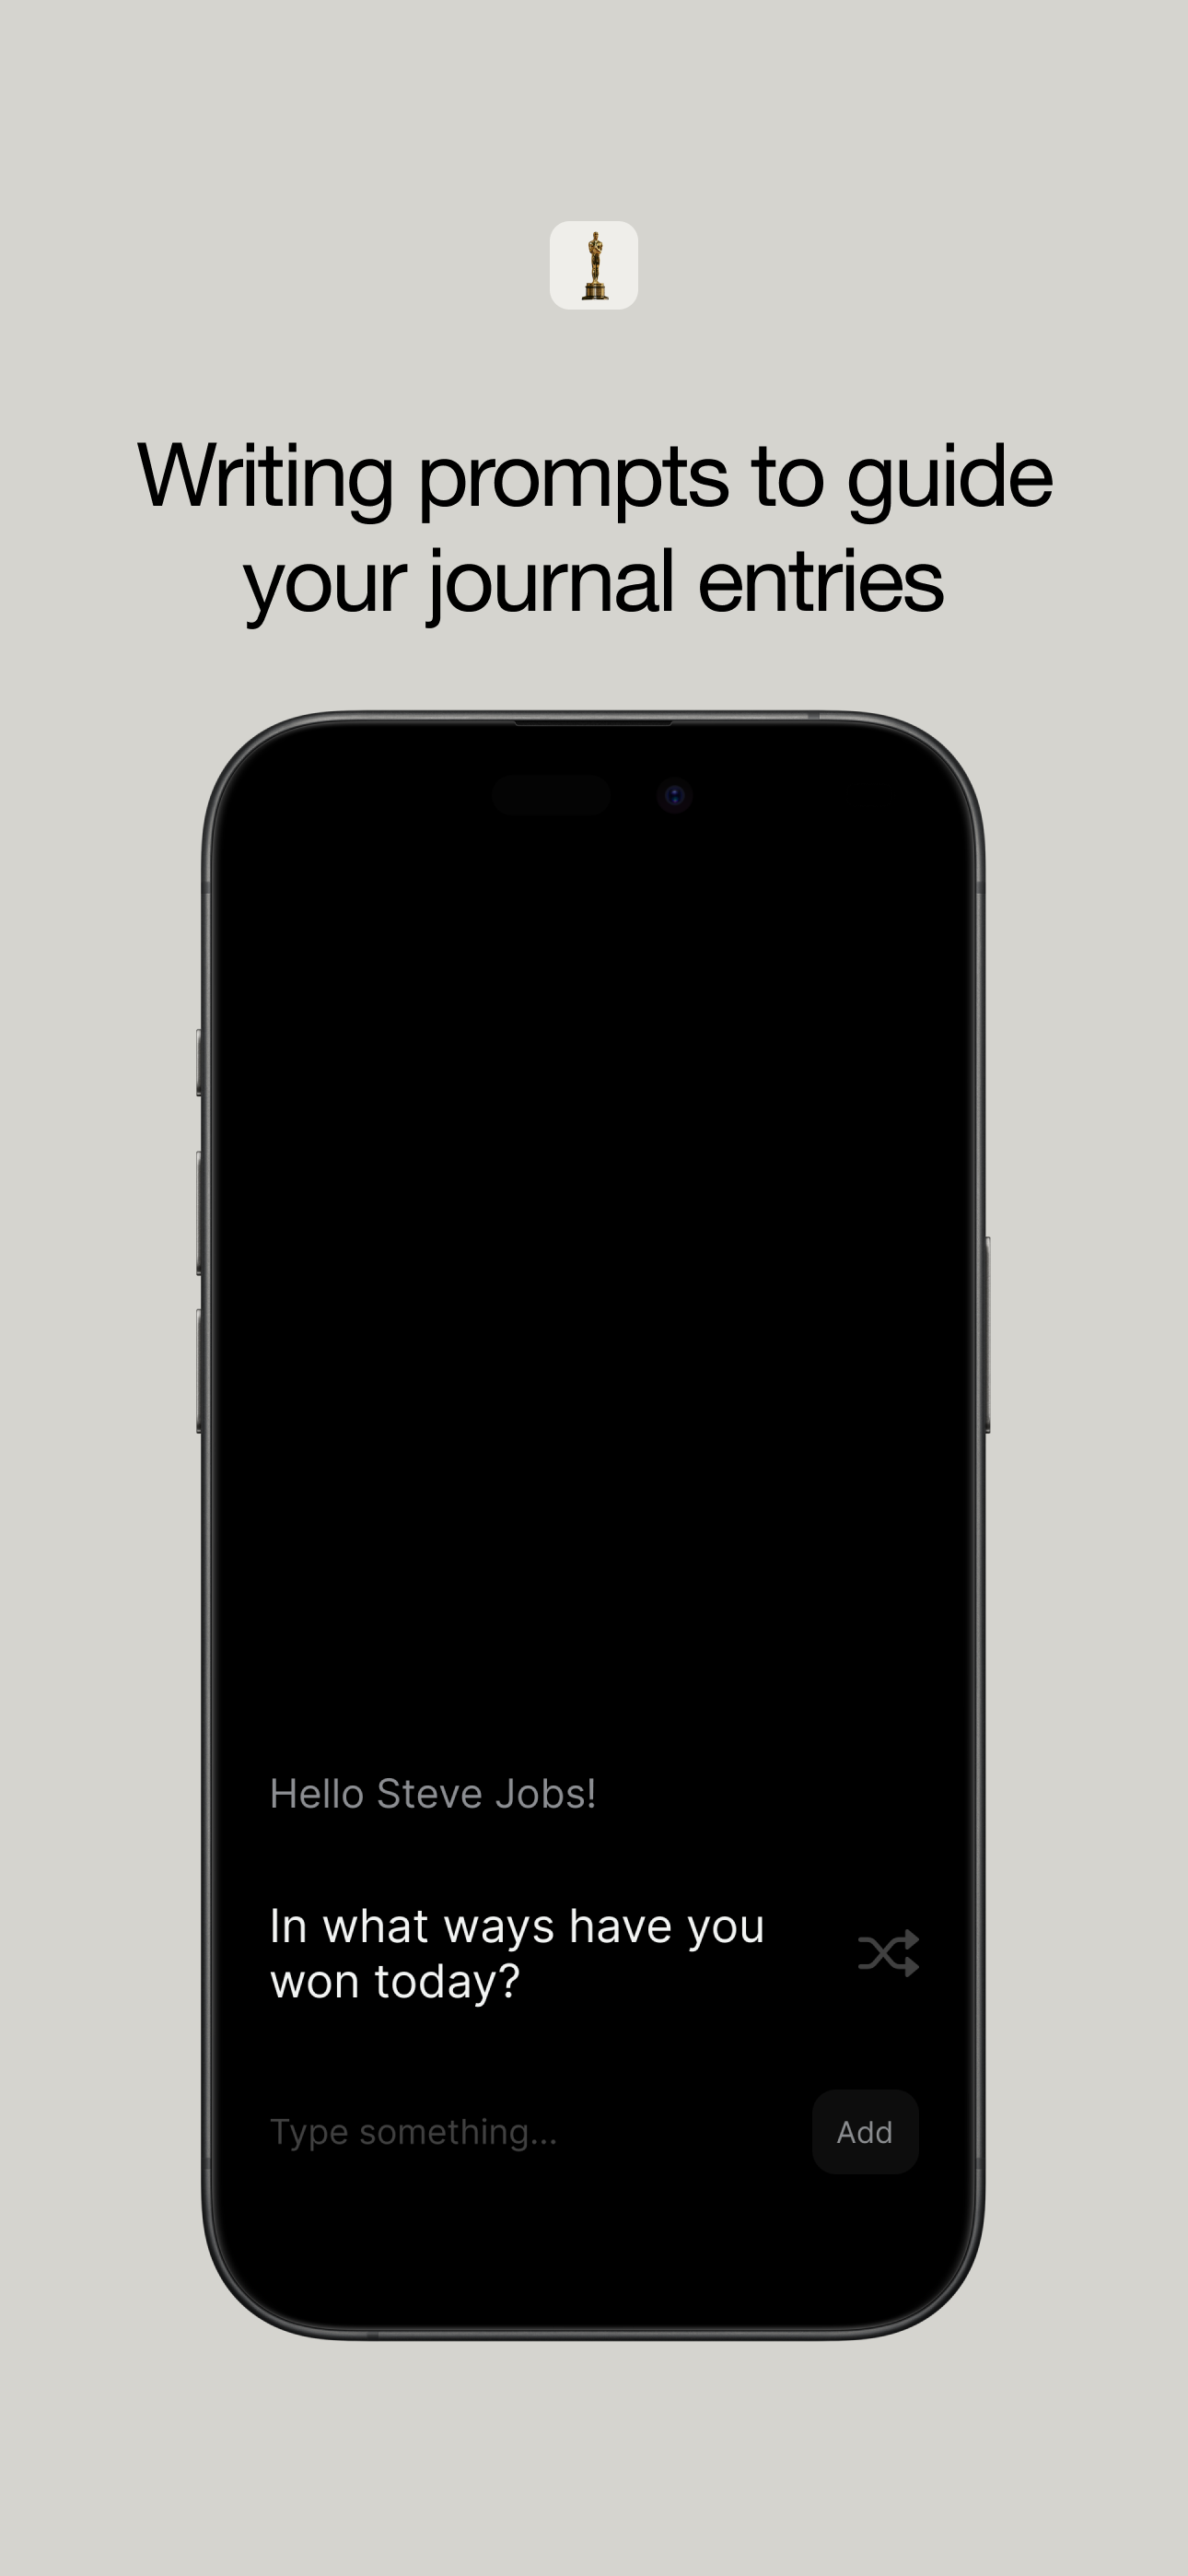 Writing prompts to guide
your journal entries
Hello Steve Jobs!
In what ways have you
won today?
Type something...
Add